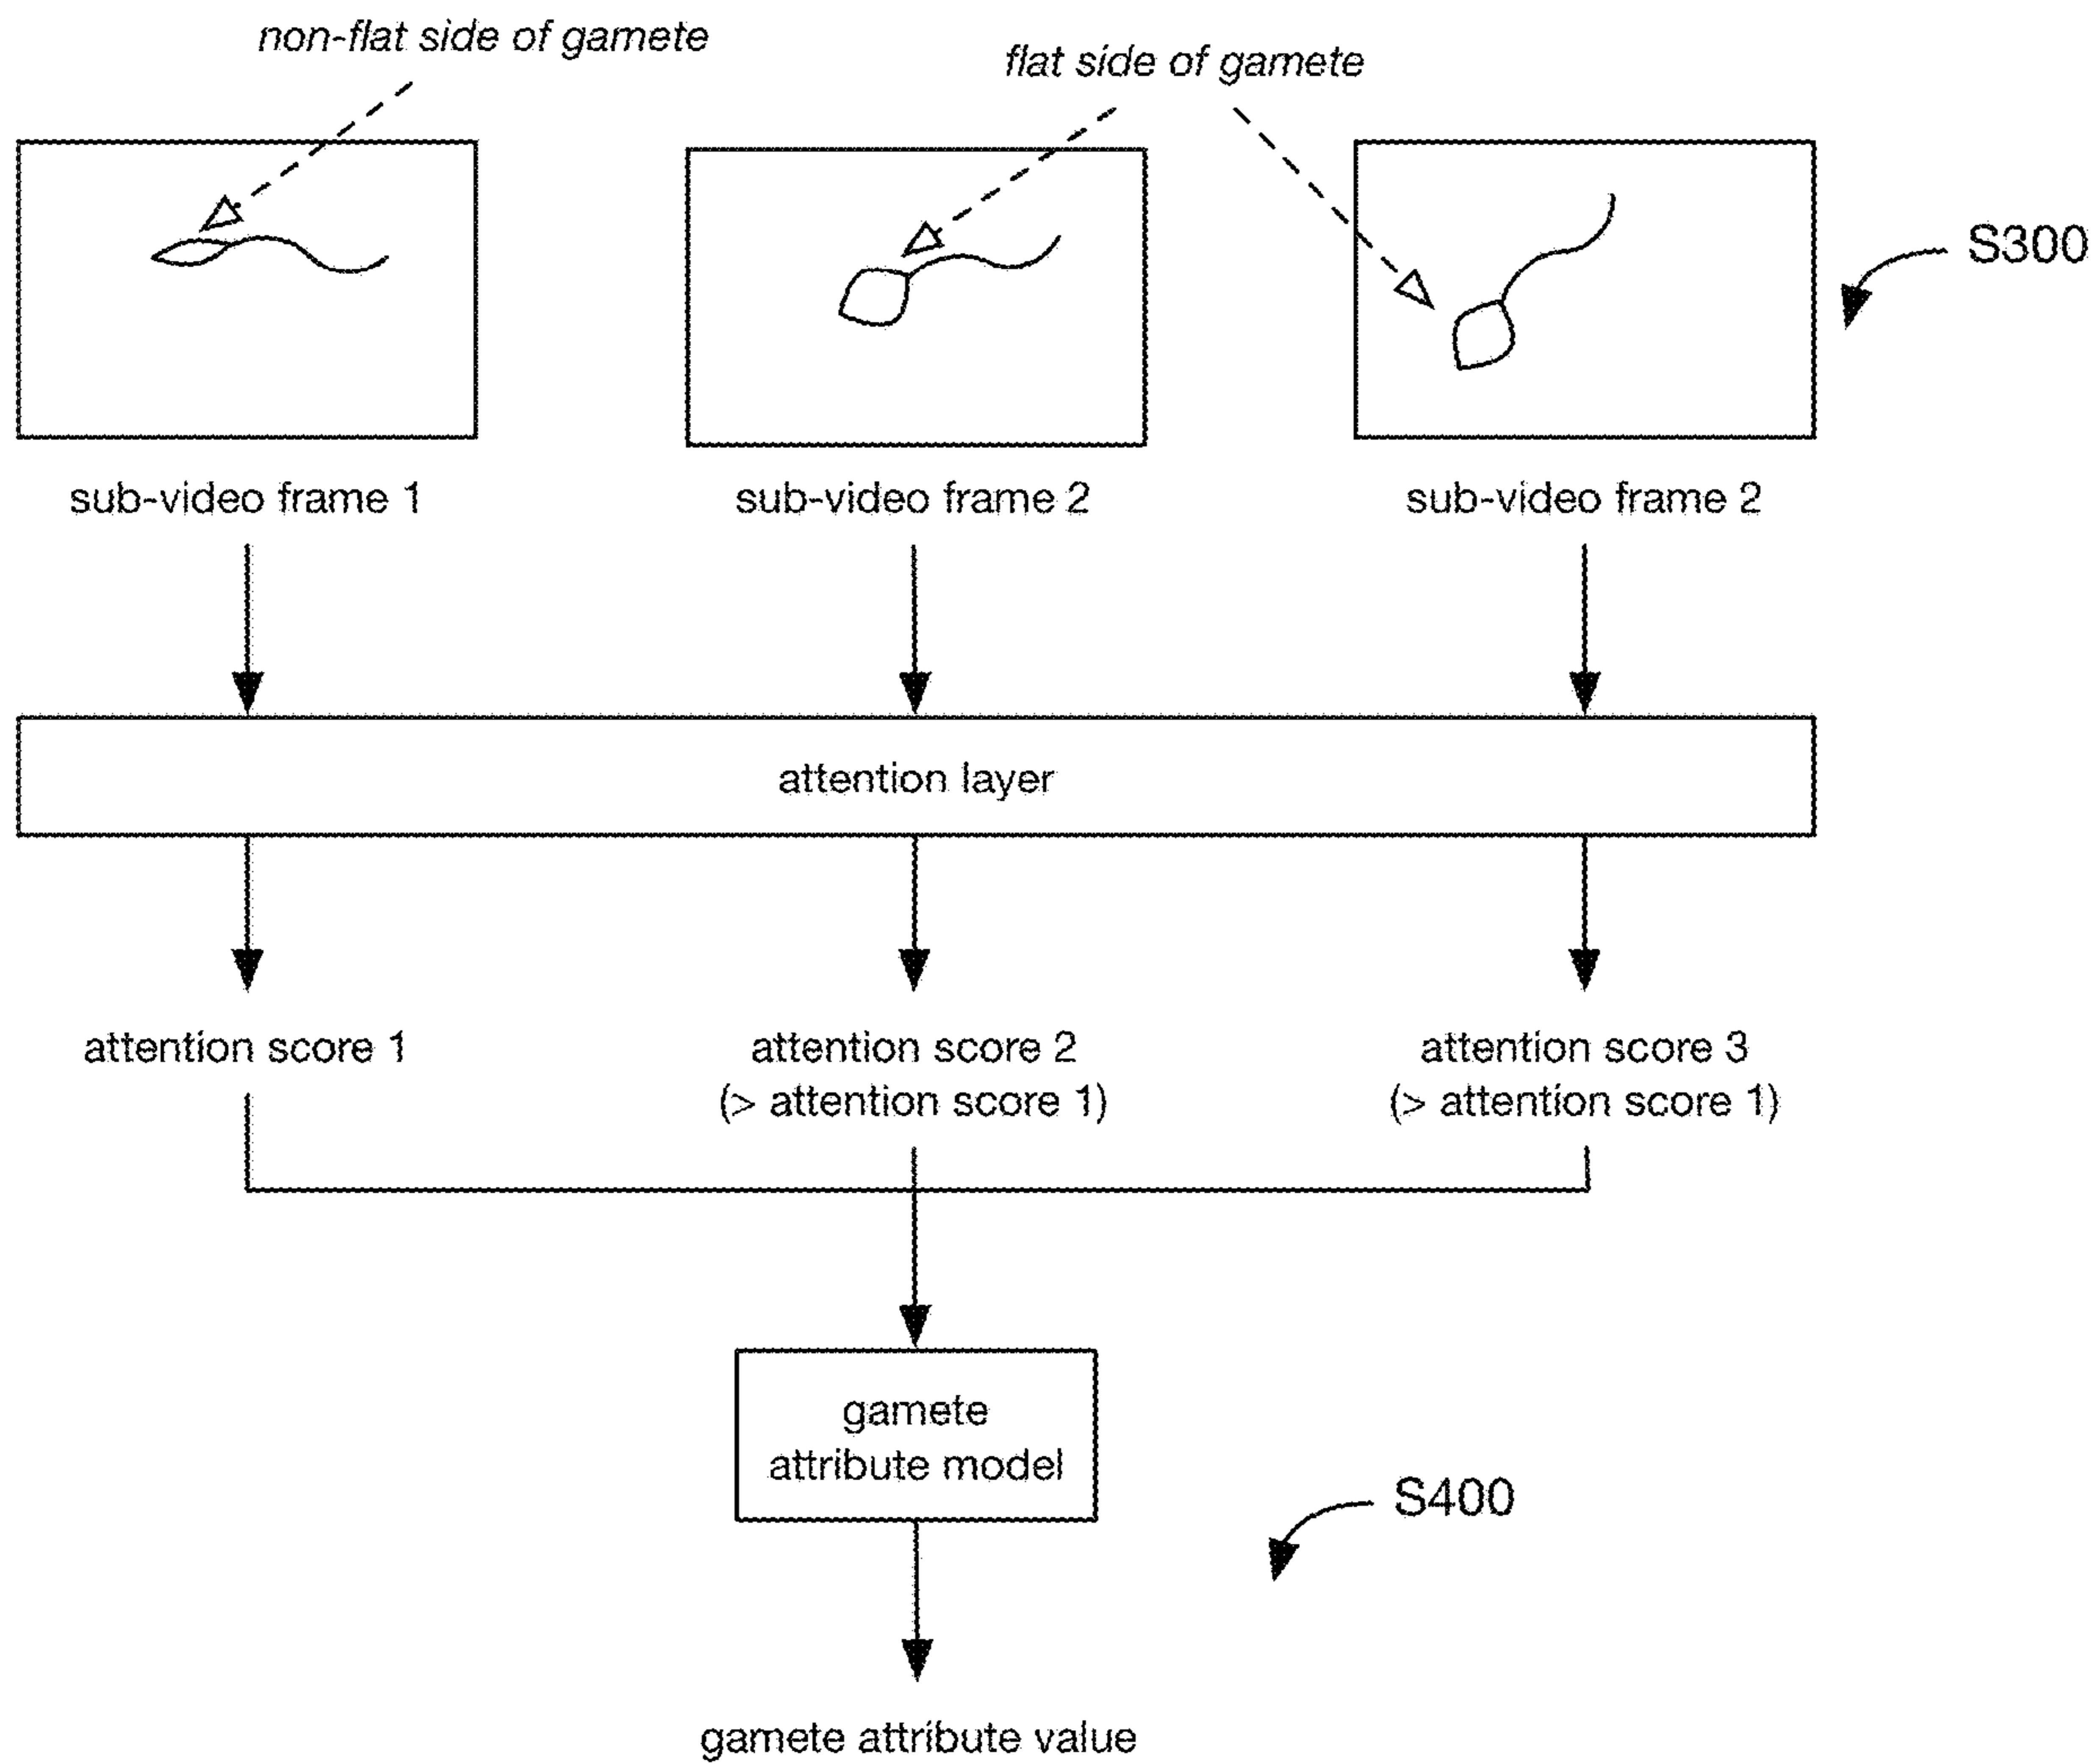 non-flat side of gamete
flat side of gamete
S300
sub-video frame 1
sub-video frame 2
sub-video frame 2
attention layer
attention score 1
attention score 2
(> attention score 1)
attention score 3
(> attention score 1)
gamete
attribute model
S400
gamete attribute value